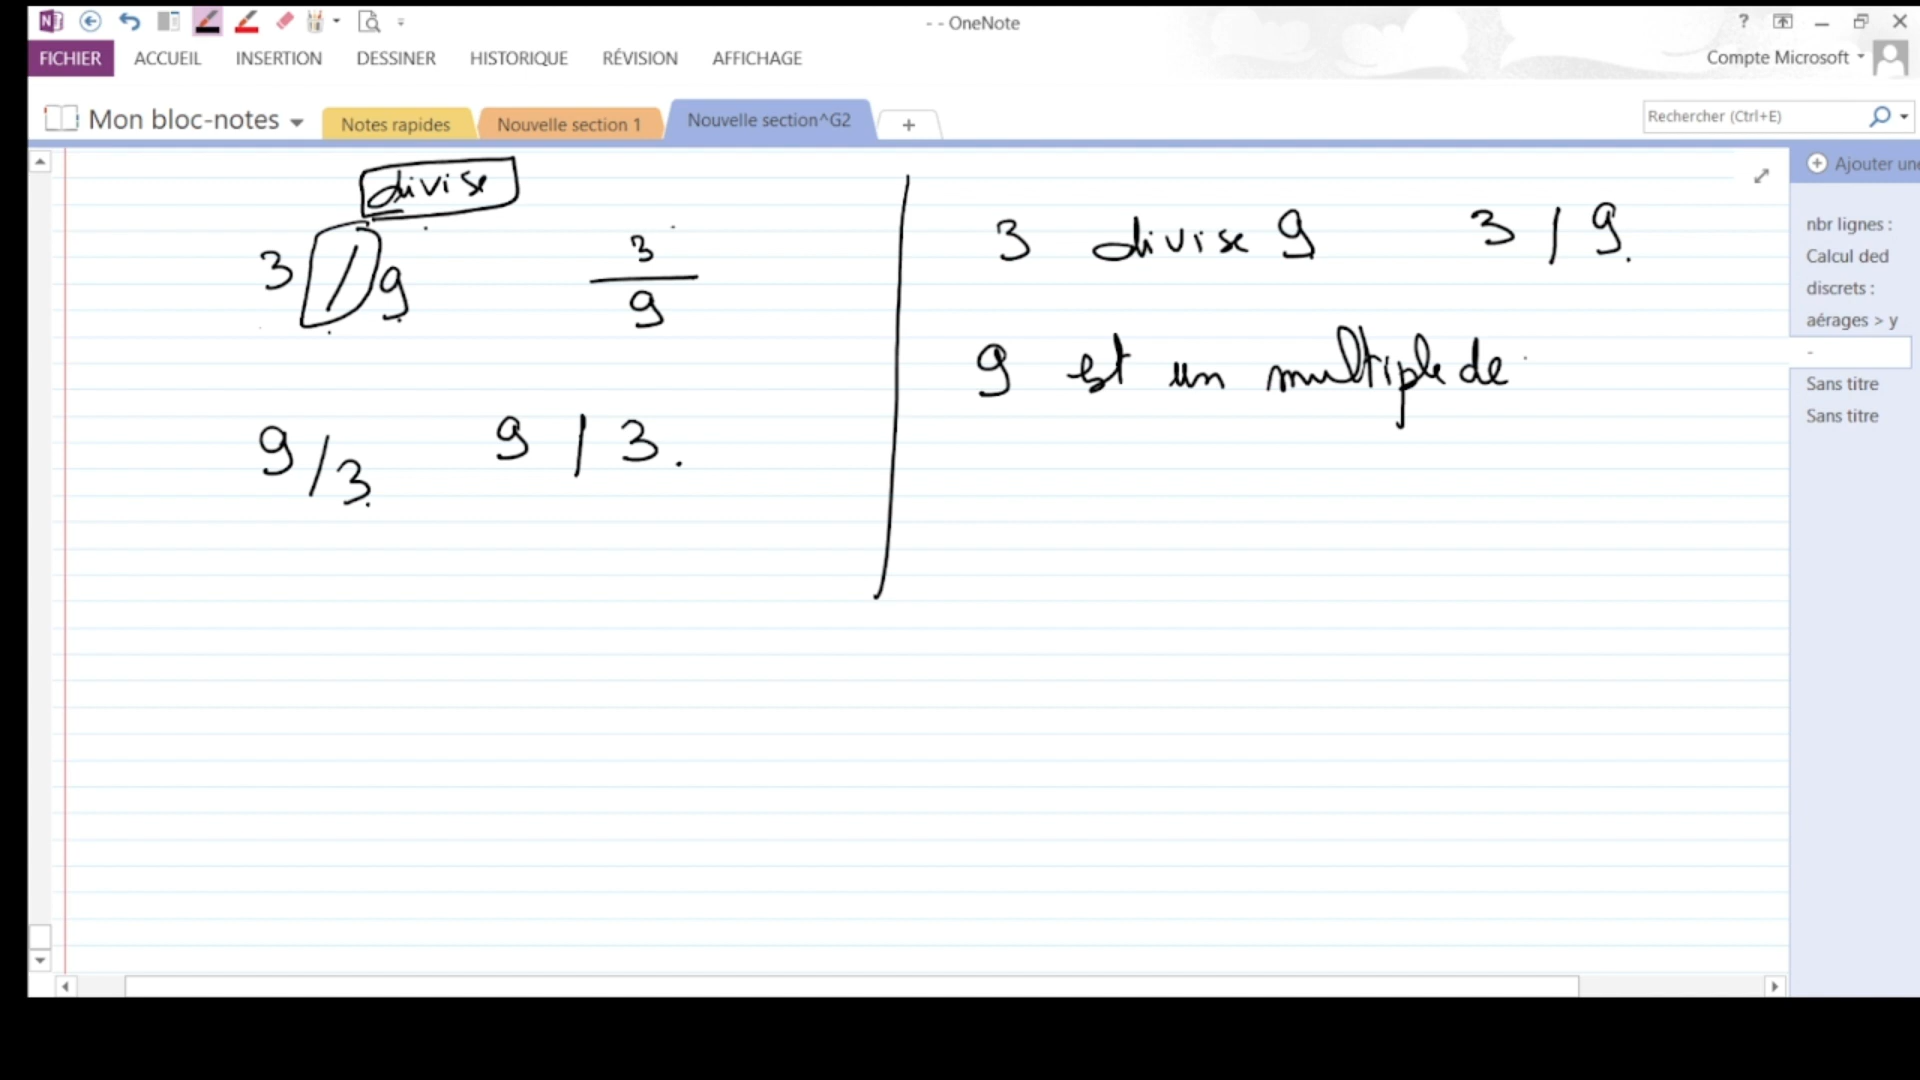 - - OneNote
?
FICHIER ACCUEIL INSERTION DESSINER HISTORIQUE RÉVISION AFFICHAGE
Compte Microsoft
Mon bloc-notes
Notes rapides
Nouvelle section 1
Nouvelle section^G2
+
Rechercher (Ctrl+E)
Ajouter une
nbr lignes :
Calcul ded
discrets :
aérages > y
-
Sans titre
Sans titre
divise
3 / 9
3
9
9/3 9 | 3.
3 divise 9 3 | 9.
9 est un multiple de